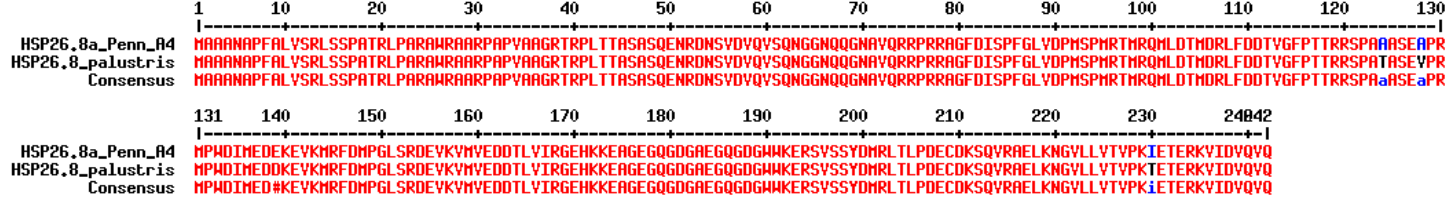 1 10 20 30 40 50 60 70 80 90 100 110 120 130
|--------+---------+---------+---------+---------+---------+---------+---------+---------+---------+---------+---------+---------|
HSP26.8a_Penn_A4 MAAANAPFALVSRLSSPATRLPARAWRAARPAPVAAGRTRPLTTASASQENRDNSVDVQVSQNGGNQQGNAVQRRPRRAGFDISPFGLVDPMSPMRTMRQMLDTMDRLFDDTVGFPTTRRSPAAASEAPR
HSP26.8_palustris MAAANAPFALVSRLSSPATRLPARAWRAARPAPVAAGRTRPLTTASASQENRDNSVDVQVSQNGGNQQGNAVQRRPRRAGFDISPFGLVDPMSPMRTMRQMLDTMDRLFDDTVGFPTTRRSPATASEVPR
Consensus MAAANAPFALVSRLSSPATRLPARAWRAARPAPVAAGRTRPLTTASASQENRDNSVDVQVSQNGGNQQGNAVQRRPRRAGFDISPFGLVDPMSPMRTMRQMLDTMDRLFDDTVGFPTTRRSPAaASEaPR
131 140 150 160 170 180 190 200 210 220 230 240242
|--------+---------+---------+---------+---------+---------+---------+---------+---------+---------+---------+-|
HSP26.8a_Penn_A4 MPWDIMEDEKEVKMRFDMPGLSRDEVKVMVEDDTLVIRGEHKKEAGEGQGDGAEGQGDGWWKERSVSSYDMRLTLPDECDKSQVRAELKNGVLLVTVPKIETERKVIDVQVQ
HSP26.8_palustris MPWDIMEDDKEVKMRFDMPGLSRDEVKVMVEDDTLVIRGEHKKEAGEGQGDGAEGQGDGWWKERSVSSYDMRLTLPDECDKSQVRAELKNGVLLVTVPKTETERKVIDVQVQ
Consensus MPWDIMED#KEVKMRFDMPGLSRDEVKVMVEDDTLVIRGEHKKEAGEGQGDGAEGQGDGWWKERSVSSYDMRLTLPDECDKSQVRAELKNGVLLVTVPKiETERKVIDVQVQ